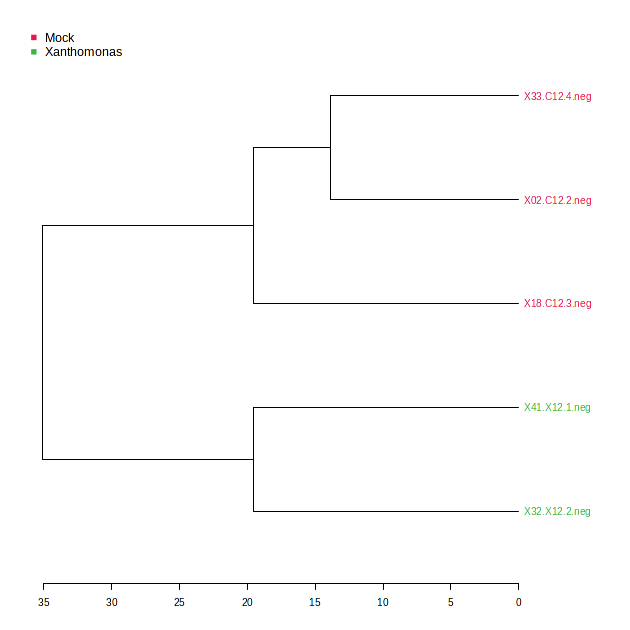 Mock
Xanthomonas
X33.C12.4.neg
X02.C12.2.neg
X18.C12.3.neg
X41.X12.1.neg
X32.X12.2.neg
35 30 25 20 15 10 5 0